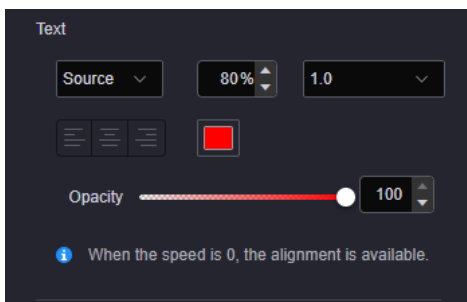 Text
Source 80% 1.0
Opacity 100
When the speed is 0, the alignment is available.